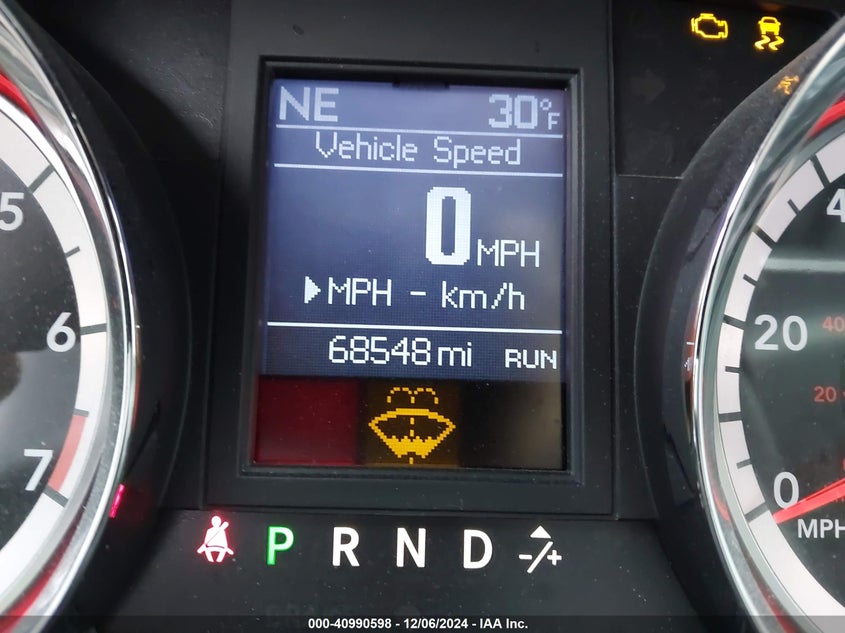 NE 30°F
Vehicle Speed
0 MPH
▶MPH - km/h
68548 mi RUN
5
6
7
4
20
40
20
0
MPH
P R N D -/+
000-40990598 - 12/06/2024 - IAA Inc.